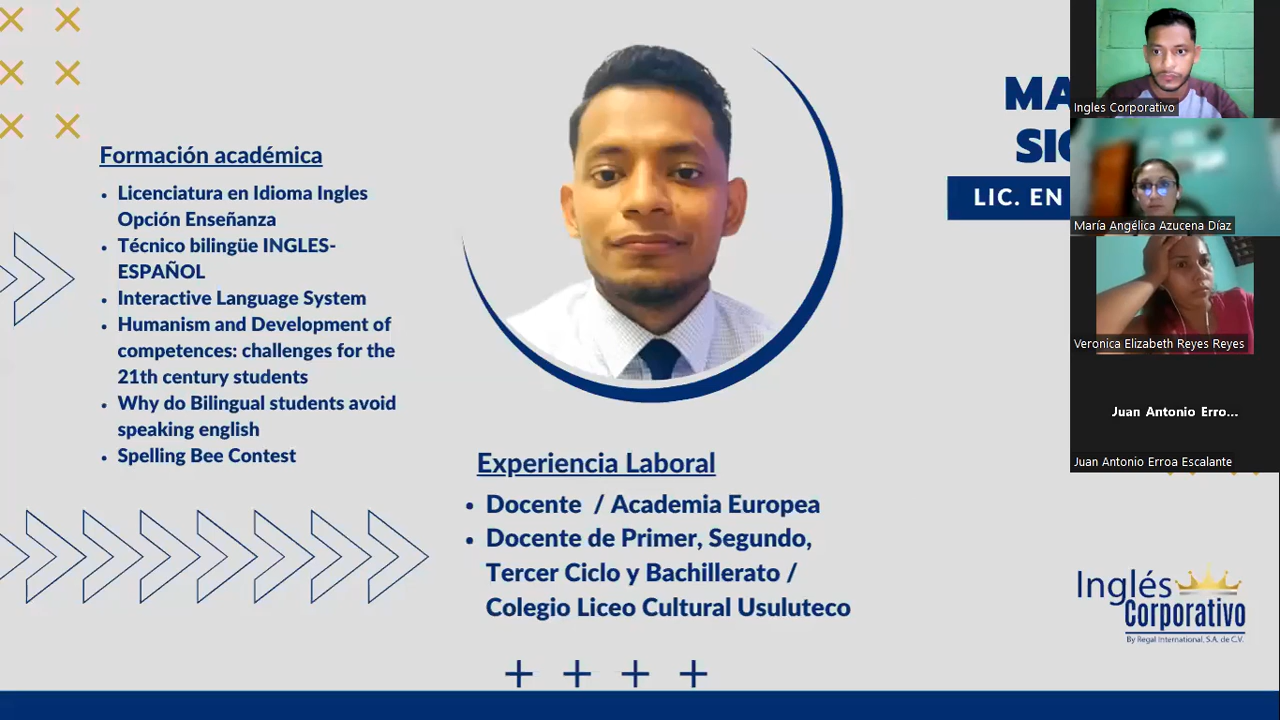 Formación académica
Licenciatura en Idioma Ingles
Opción Enseñanza
Técnico bilingüe INGLES-
ESPAÑOL
Interactive Language System
Humanism and Development of
competences: challenges for the
21th century students
Why do Bilingual students avoid
speaking english
Spelling Bee Contest
Experiencia Laboral
Docente / Academia Europea
Docente de Primer, Segundo,
Tercer Ciclo y Bachillerato /
Colegio Liceo Cultural Usuluteco
LIC. EN
Ingles Corporativo
María Angélica Azucena Díaz
Veronica Elizabeth Reyes Reyes
Juan Antonio Erro...
Juan Antonio Erroa Escalante
Inglés
Corporativo
By Regal International, S.A. de C.V.